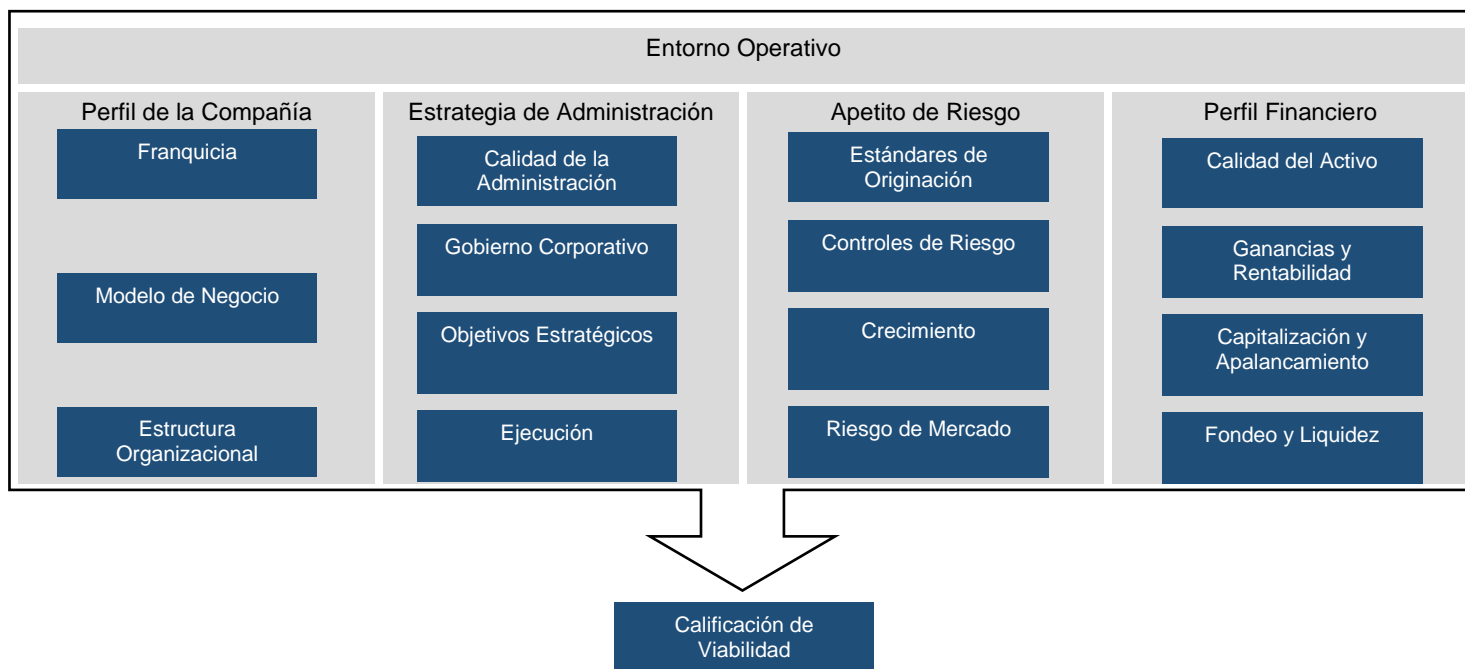 Entorno Operativo
Perfil de la Compañía
Franquicia
Modelo de Negocio
Estructura
Organizacional
Estrategia de Administración
Calidad de la
Administración
Gobierno Corporativo
Objetivos Estratégicos
Ejecución
Apetito de Riesgo
Estándares de
Originación
Controles de Riesgo
Crecimiento
Riesgo de Mercado
Perfil Financiero
Calidad del Activo
Ganancias y
Rentabilidad
Capitalización y
Apalancamiento
Fondeo y Liquidez
Calificación de
Viabilidad